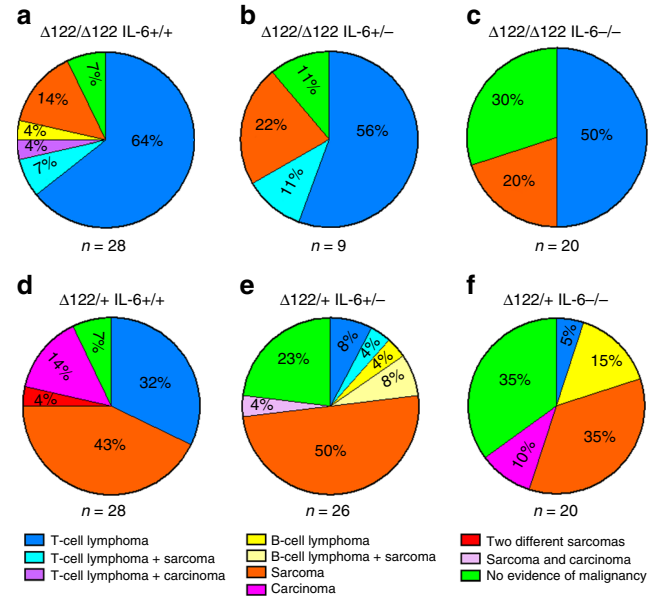 a b c
Δ122/Δ122 IL-6+/+ Δ122/Δ122 IL-6+/− Δ122/Δ122 IL-6−/−
7%
14%
4%
4%
7%
64%
11%
22%
11%
56%
30%
20%
50%
n = 28 n = 9 n = 20
d e f
Δ122/+ IL-6+/+ Δ122/+ IL-6+/− Δ122/+ IL-6−/−
7%
14%
4%
32%
43%
23%
8%
4%
4%
8%
4%
50%
5%
15%
35%
35%
10%
n = 28 n = 26 n = 20
T-cell lymphoma
T-cell lymphoma + sarcoma
T-cell lymphoma + carcinoma
B-cell lymphoma
B-cell lymphoma + sarcoma
Sarcoma
Carcinoma
Two different sarcomas
Sarcoma and carcinoma
No evidence of malignancy